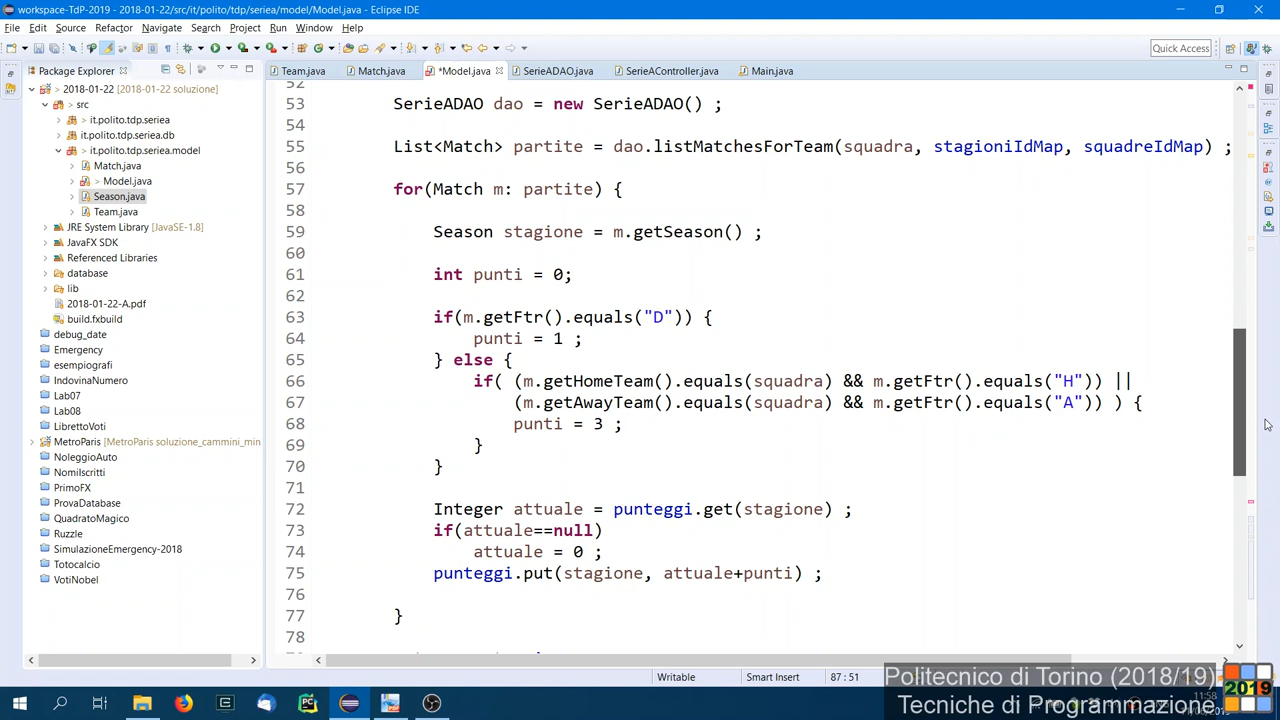 workspace-TdP-2019 - 2018-01-22/src/it/polito/tdp/seriea/model/Model.java - Eclipse IDE
File Edit Source Refactor Navigate Search Project Run Window Help
Quick Access
Package Explorer
Team.java Match.java *Model.java SerieADAO.java SerieAController.java Main.java
2018-01-22 [2018-01-22 soluzione]
src
it.polito.tdp.seriea
it.polito.tdp.seriea.db
it.polito.tdp.seriea.model
Match.java
Model.java
Season.java
Team.java
JRE System Library [JavaSE-1.8]
JavaFX SDK
Referenced Libraries
database
lib
2018-01-22-A.pdf
build.fxbuild
debug_date
Emergency
esempiografi
IndovinaNumero
Lab07
Lab08
LibrettoVoti
MetroParis [MetroParis soluzione_cammini_min
NoleggioAuto
NomiIscritti
PrimoFX
ProvaDatabase
QuadratoMagico
Ruzzle
SimulazioneEmergency-2018
Totocalcio
VotiNobel
52
53 SerieADAO dao = new SerieADAO() ;
54
55 List<Match> partite = dao.listMatchesForTeam(squadra, stagioniIdMap, squadreIdMap) ;
56
57 for(Match m: partite) {
58
59 Season stagione = m.getSeason() ;
60
61 int punti = 0;
62
63 if(m.getFtr().equals("D")) {
64 punti = 1 ;
65 } else {
66 if( (m.getHomeTeam().equals(squadra) && m.getFtr().equals("H")) ||
67 (m.getAwayTeam().equals(squadra) && m.getFtr().equals("A")) ) {
68 punti = 3 ;
69 }
70 }
71
72 Integer attuale = punteggi.get(stagione) ;
73 if(attuale==null)
74 attuale = 0 ;
75 punteggi.put(stagione, attuale+punti) ;
76
77 }
78
Writable Smart Insert 87 : 51
Politecnico di Torino (2018/19)
Tecniche di Programmazione
2019
11:58